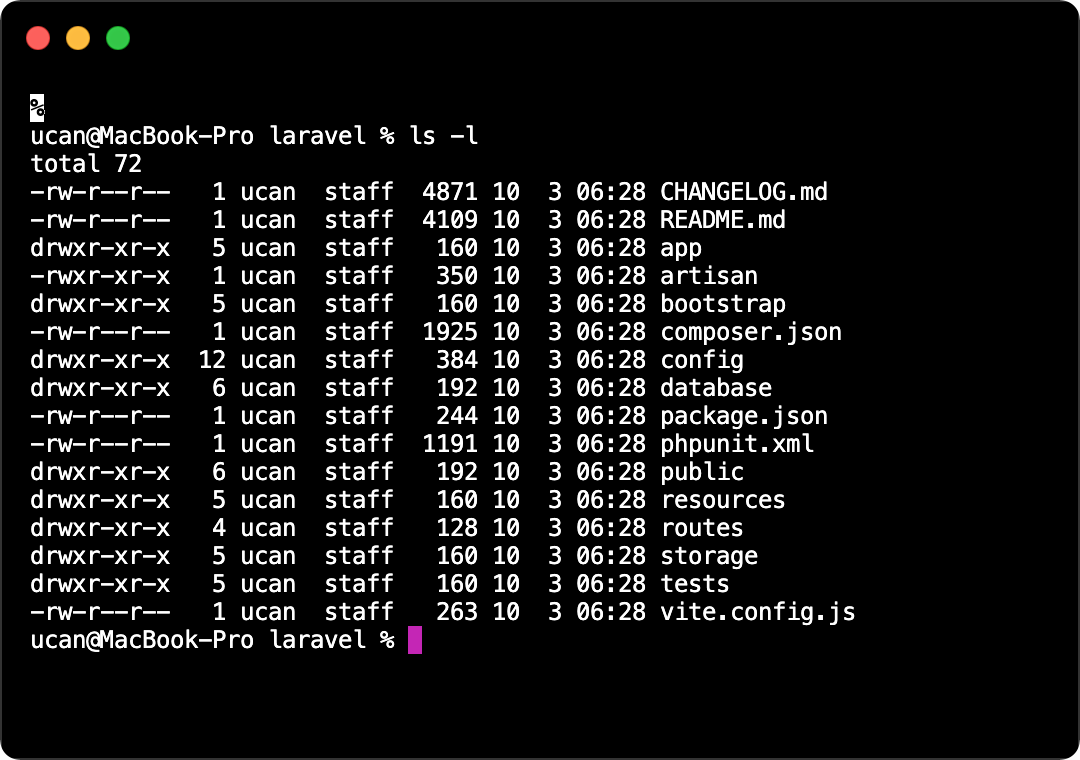 %
ucan@MacBook-Pro laravel % ls -l
total 72
-rw-r--r--   1 ucan  staff  4871 10  3 06:28 CHANGELOG.md
-rw-r--r--   1 ucan  staff  4109 10  3 06:28 README.md
drwxr-xr-x   5 ucan  staff   160 10  3 06:28 app
-rwxr-xr-x   1 ucan  staff   350 10  3 06:28 artisan
drwxr-xr-x   5 ucan  staff   160 10  3 06:28 bootstrap
-rw-r--r--   1 ucan  staff  1925 10  3 06:28 composer.json
drwxr-xr-x  12 ucan  staff   384 10  3 06:28 config
drwxr-xr-x   6 ucan  staff   192 10  3 06:28 database
-rw-r--r--   1 ucan  staff   244 10  3 06:28 package.json
-rw-r--r--   1 ucan  staff  1191 10  3 06:28 phpunit.xml
drwxr-xr-x   6 ucan  staff   192 10  3 06:28 public
drwxr-xr-x   5 ucan  staff   160 10  3 06:28 resources
drwxr-xr-x   4 ucan  staff   128 10  3 06:28 routes
drwxr-xr-x   5 ucan  staff   160 10  3 06:28 storage
drwxr-xr-x   5 ucan  staff   160 10  3 06:28 tests
-rw-r--r--   1 ucan  staff   263 10  3 06:28 vite.config.js
ucan@MacBook-Pro laravel %